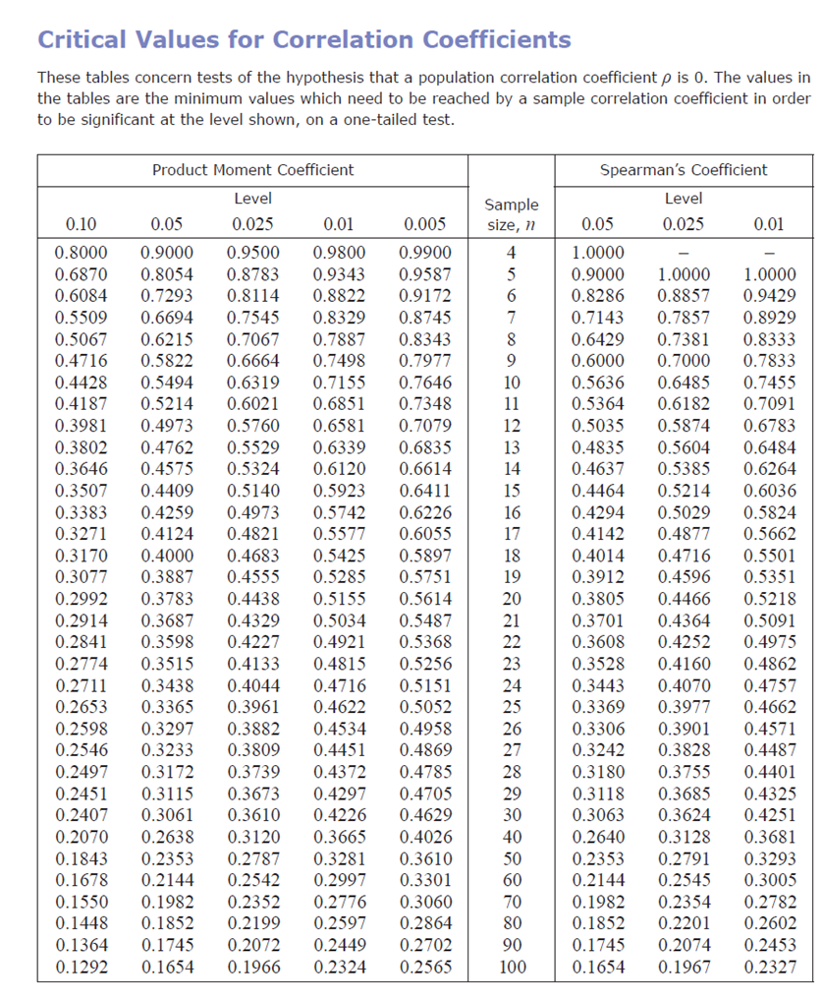 Critical Values for Correlation Coefficients
These tables concern tests of the hypothesis that a population correlation coefficient ρ is 0. The values in
the tables are the minimum values which need to be reached by a sample correlation coefficient in order
to be significant at the level shown, on a one-tailed test.
Product Moment Coefficient Spearman's Coefficient
Level Sample Level
0.10 0.05 0.025 0.01 0.005 size, n 0.05 0.025 0.01
0.8000 0.9000 0.9500 0.9800 0.9900 4 1.0000 – –
0.6870 0.8054 0.8783 0.9343 0.9587 5 0.9000 1.0000 1.0000
0.6084 0.7293 0.8114 0.8822 0.9172 6 0.8286 0.8857 0.9429
0.5509 0.6694 0.7545 0.8329 0.8745 7 0.7143 0.7857 0.8929
0.5067 0.6215 0.7067 0.7887 0.8343 8 0.6429 0.7381 0.8333
0.4716 0.5822 0.6664 0.7498 0.7977 9 0.6000 0.7000 0.7833
0.4428 0.5494 0.6319 0.7155 0.7646 10 0.5636 0.6485 0.7455
0.4187 0.5214 0.6021 0.6851 0.7348 11 0.5364 0.6182 0.7091
0.3981 0.4973 0.5760 0.6581 0.7079 12 0.5035 0.5874 0.6783
0.3802 0.4762 0.5529 0.6339 0.6835 13 0.4835 0.5604 0.6484
0.3646 0.4575 0.5324 0.6120 0.6614 14 0.4637 0.5385 0.6264
0.3507 0.4409 0.5140 0.5923 0.6411 15 0.4464 0.5214 0.6036
0.3383 0.4259 0.4973 0.5742 0.6226 16 0.4294 0.5029 0.5824
0.3271 0.4124 0.4821 0.5577 0.6055 17 0.4142 0.4877 0.5662
0.3170 0.4000 0.4683 0.5425 0.5897 18 0.4014 0.4716 0.5501
0.3077 0.3887 0.4555 0.5285 0.5751 19 0.3912 0.4596 0.5351
0.2992 0.3783 0.4438 0.5155 0.5614 20 0.3805 0.4466 0.5218
0.2914 0.3687 0.4329 0.5034 0.5487 21 0.3701 0.4364 0.5091
0.2841 0.3598 0.4227 0.4921 0.5368 22 0.3608 0.4252 0.4975
0.2774 0.3515 0.4133 0.4815 0.5256 23 0.3528 0.4160 0.4862
0.2711 0.3438 0.4044 0.4716 0.5151 24 0.3443 0.4070 0.4757
0.2653 0.3365 0.3961 0.4622 0.5052 25 0.3369 0.3977 0.4662
0.2598 0.3297 0.3882 0.4534 0.4958 26 0.3306 0.3901 0.4571
0.2546 0.3233 0.3809 0.4451 0.4869 27 0.3242 0.3828 0.4487
0.2497 0.3172 0.3739 0.4372 0.4785 28 0.3180 0.3755 0.4401
0.2451 0.3115 0.3673 0.4297 0.4705 29 0.3118 0.3685 0.4325
0.2407 0.3061 0.3610 0.4226 0.4629 30 0.3063 0.3624 0.4251
0.2070 0.2638 0.3120 0.3665 0.4026 40 0.2640 0.3128 0.3681
0.1843 0.2353 0.2787 0.3281 0.3610 50 0.2353 0.2791 0.3293
0.1678 0.2144 0.2542 0.2997 0.3301 60 0.2144 0.2545 0.3005
0.1550 0.1982 0.2352 0.2776 0.3060 70 0.1982 0.2354 0.2782
0.1448 0.1852 0.2199 0.2597 0.2864 80 0.1852 0.2201 0.2602
0.1364 0.1745 0.2072 0.2449 0.2702 90 0.1745 0.2074 0.2453
0.1292 0.1654 0.1966 0.2324 0.2565 100 0.1654 0.1967 0.2327